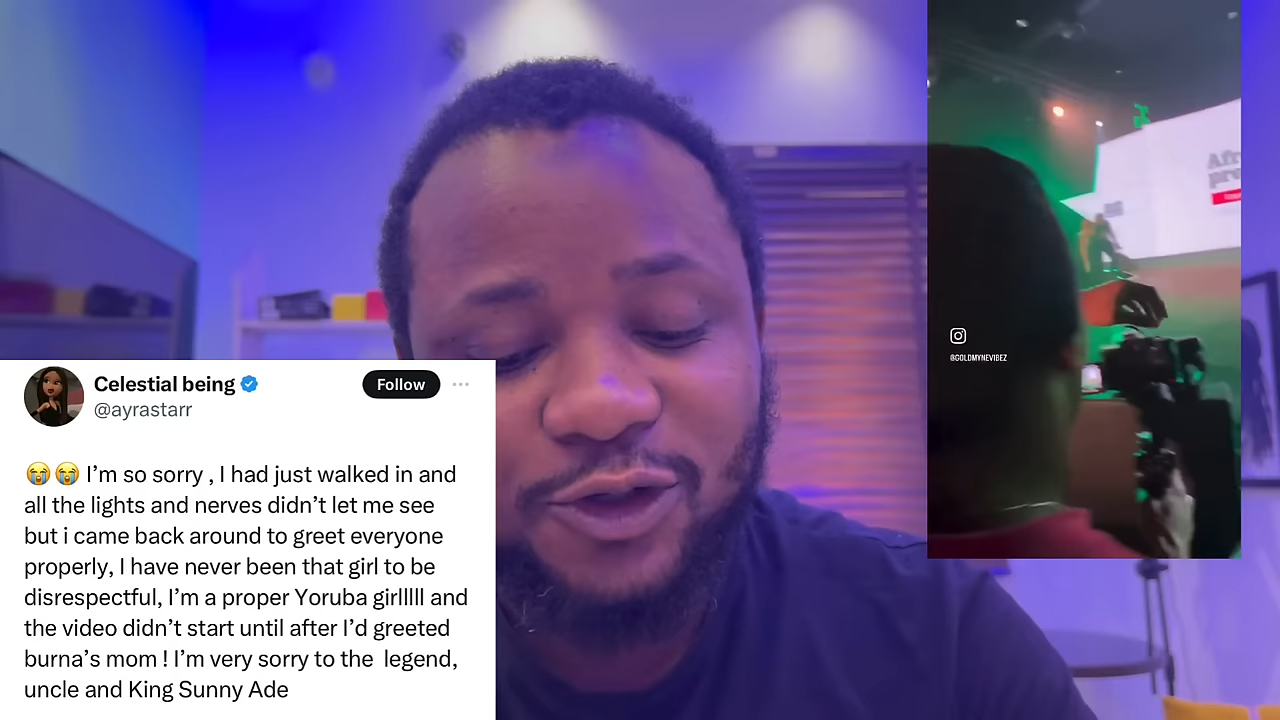 Celestial being
Follow
@ayrastarr
😭😭 I’m so sorry , I had just walked in and
all the lights and nerves didn’t let me see
but i came back around to greet everyone
properly, I have never been that girl to be
disrespectful, I’m a proper Yoruba girlllll and
the video didn’t start until after I’d greeted
burna’s mom ! I’m very sorry to the legend,
uncle and King Sunny Ade
@GOLDMYNEVIBEZ